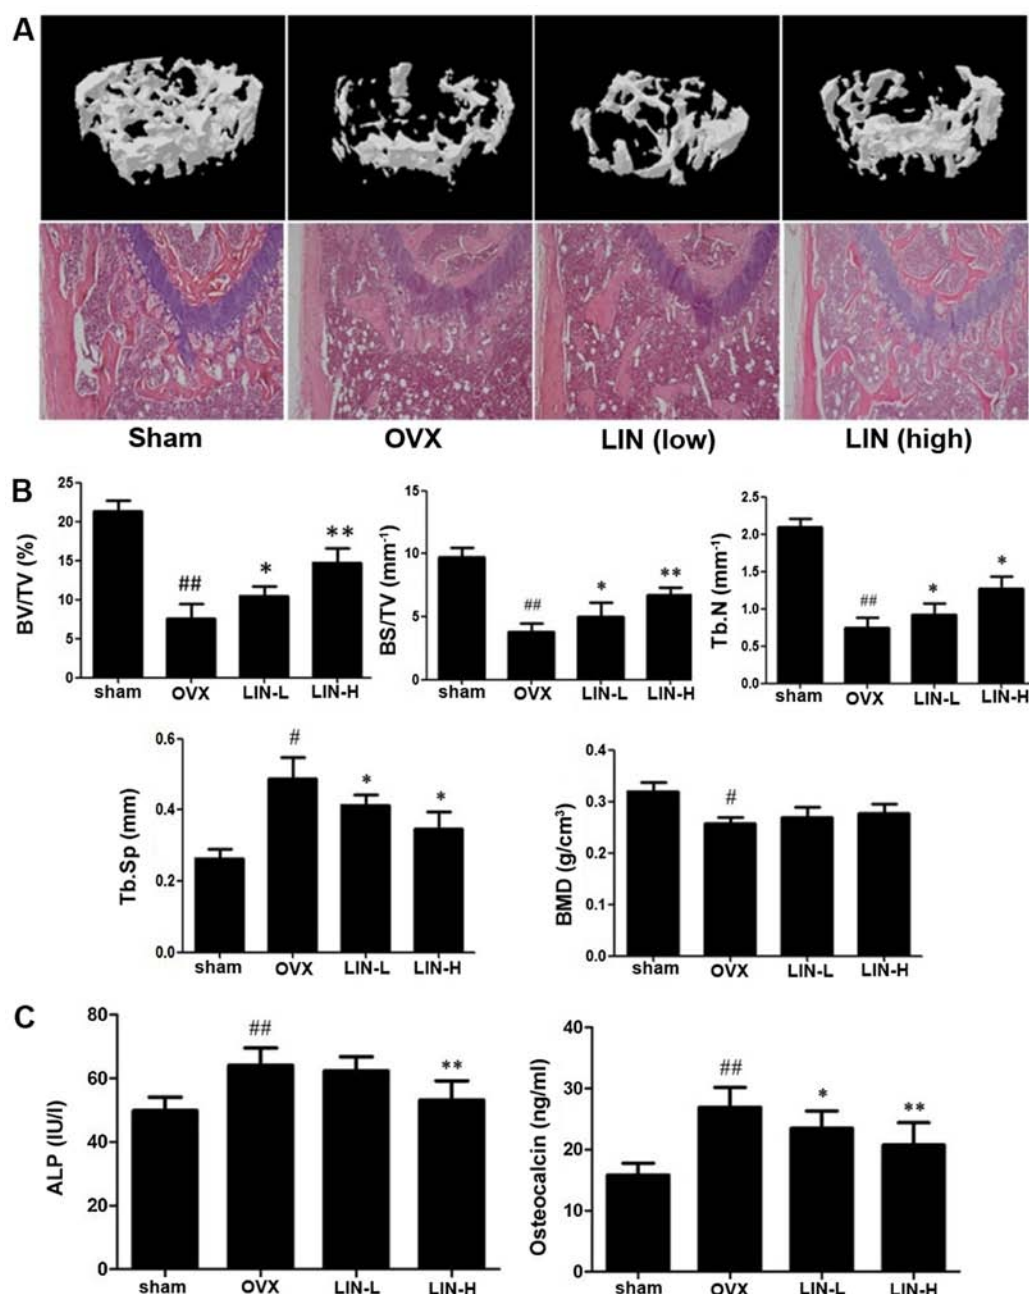 A
Sham OVX LIN (low) LIN (high)
B
BV/TV (%)
25
20
15
10
5
0
##
*
**
sham OVX LIN-L LIN-H
BS/TV (mm-1)
15
10
5
0
##
*
**
sham OVX LIN-L LIN-H
Tb.N (mm-1)
2.5
2.0
1.5
1.0
0.5
0.0
##
*
*
sham OVX LIN-L LIN-H
Tb.Sp (mm)
0.6
0.4
0.2
0.0
#
*
*
sham OVX LIN-L LIN-H
BMD (g/cm3)
0.4
0.3
0.2
0.1
0.0
#
sham OVX LIN-L LIN-H
C
ALP (IU/l)
80
60
40
20
0
##
**
sham OVX LIN-L LIN-H
Osteocalcin (ng/ml)
40
30
20
10
0
##
*
**
sham OVX LIN-L LIN-H